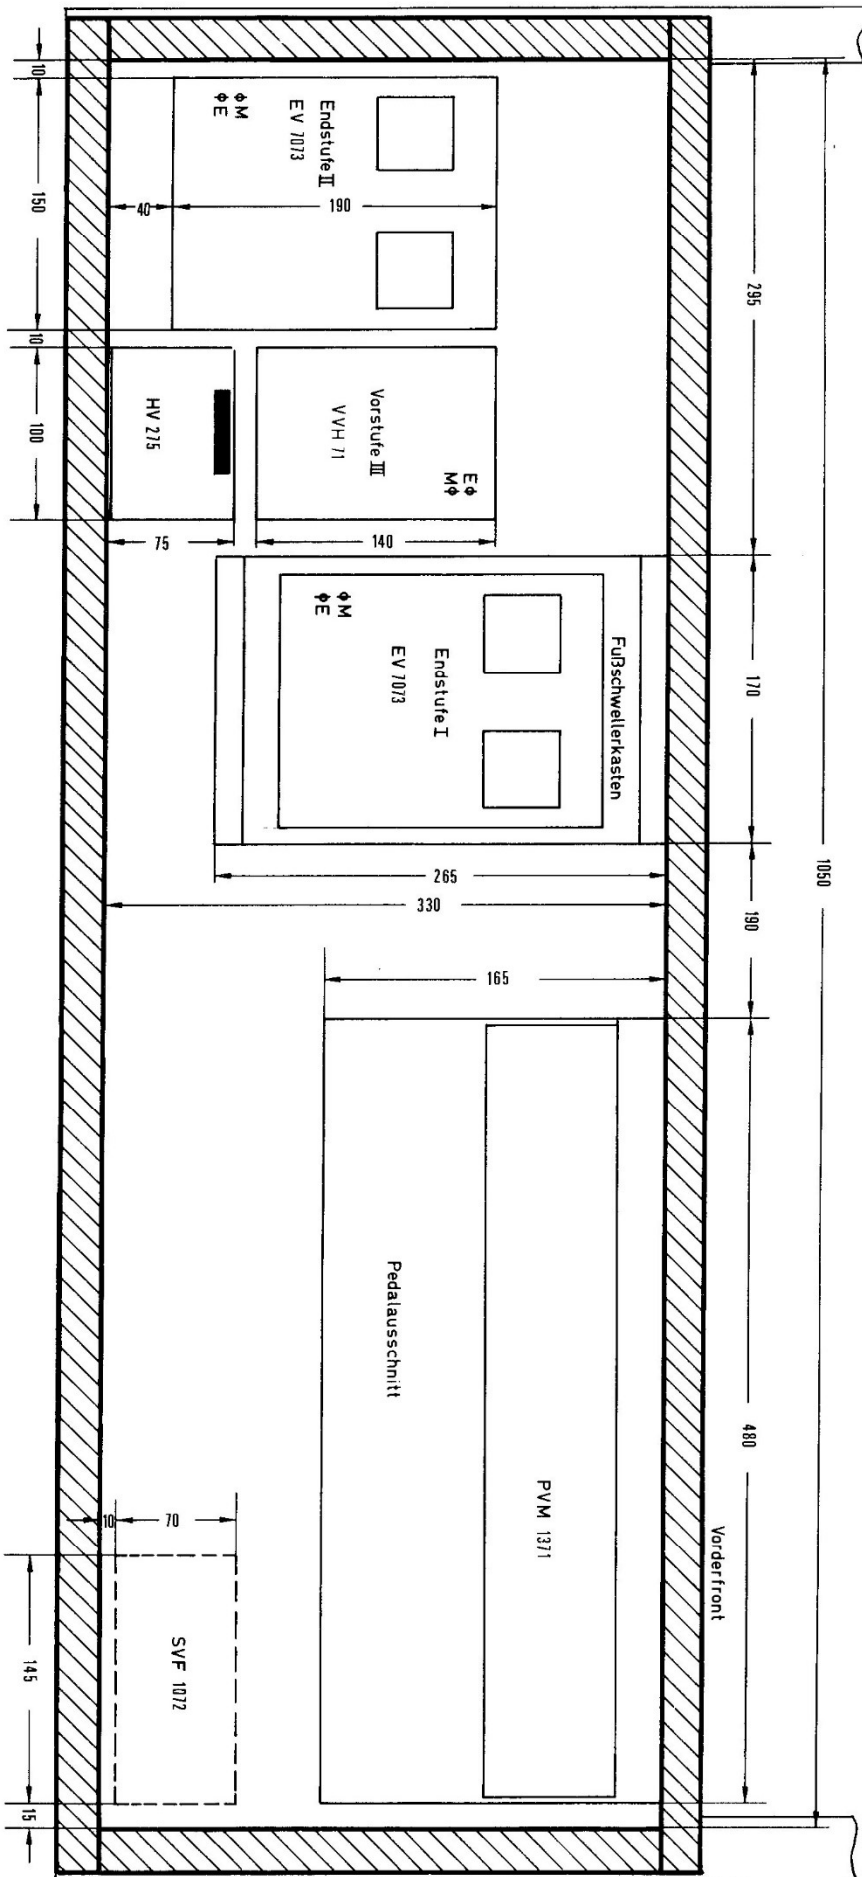 10
150
10
100
Endstufe II
EV 7073
ϕM
ϕE
40
190
295
HV 275
Vorstufe III
VVH 71
Eϕ
Mϕ
75
140
Fußschwellerkasten
Endstufe I
EV 7073
ϕM
ϕE
170
265
330
190
1050
165
Pedalausschnitt
PVM 1371
480
Vorderfront
10
70
SVF 1072
145
15